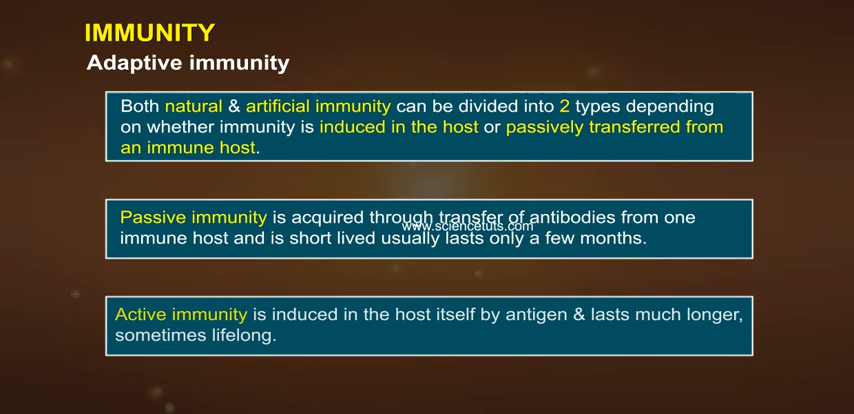 IMMUNITY
Adaptive immunity
Both natural & artificial immunity can be divided into 2 types depending
on whether immunity is induced in the host or passively transferred from
an immune host.
Passive immunity is acquired through transfer of antibodies from one
www.sciencetuts.com
immune host and is short lived usually lasts only a few months.
Active immunity is induced in the host itself by antigen & lasts much longer,
sometimes lifelong.